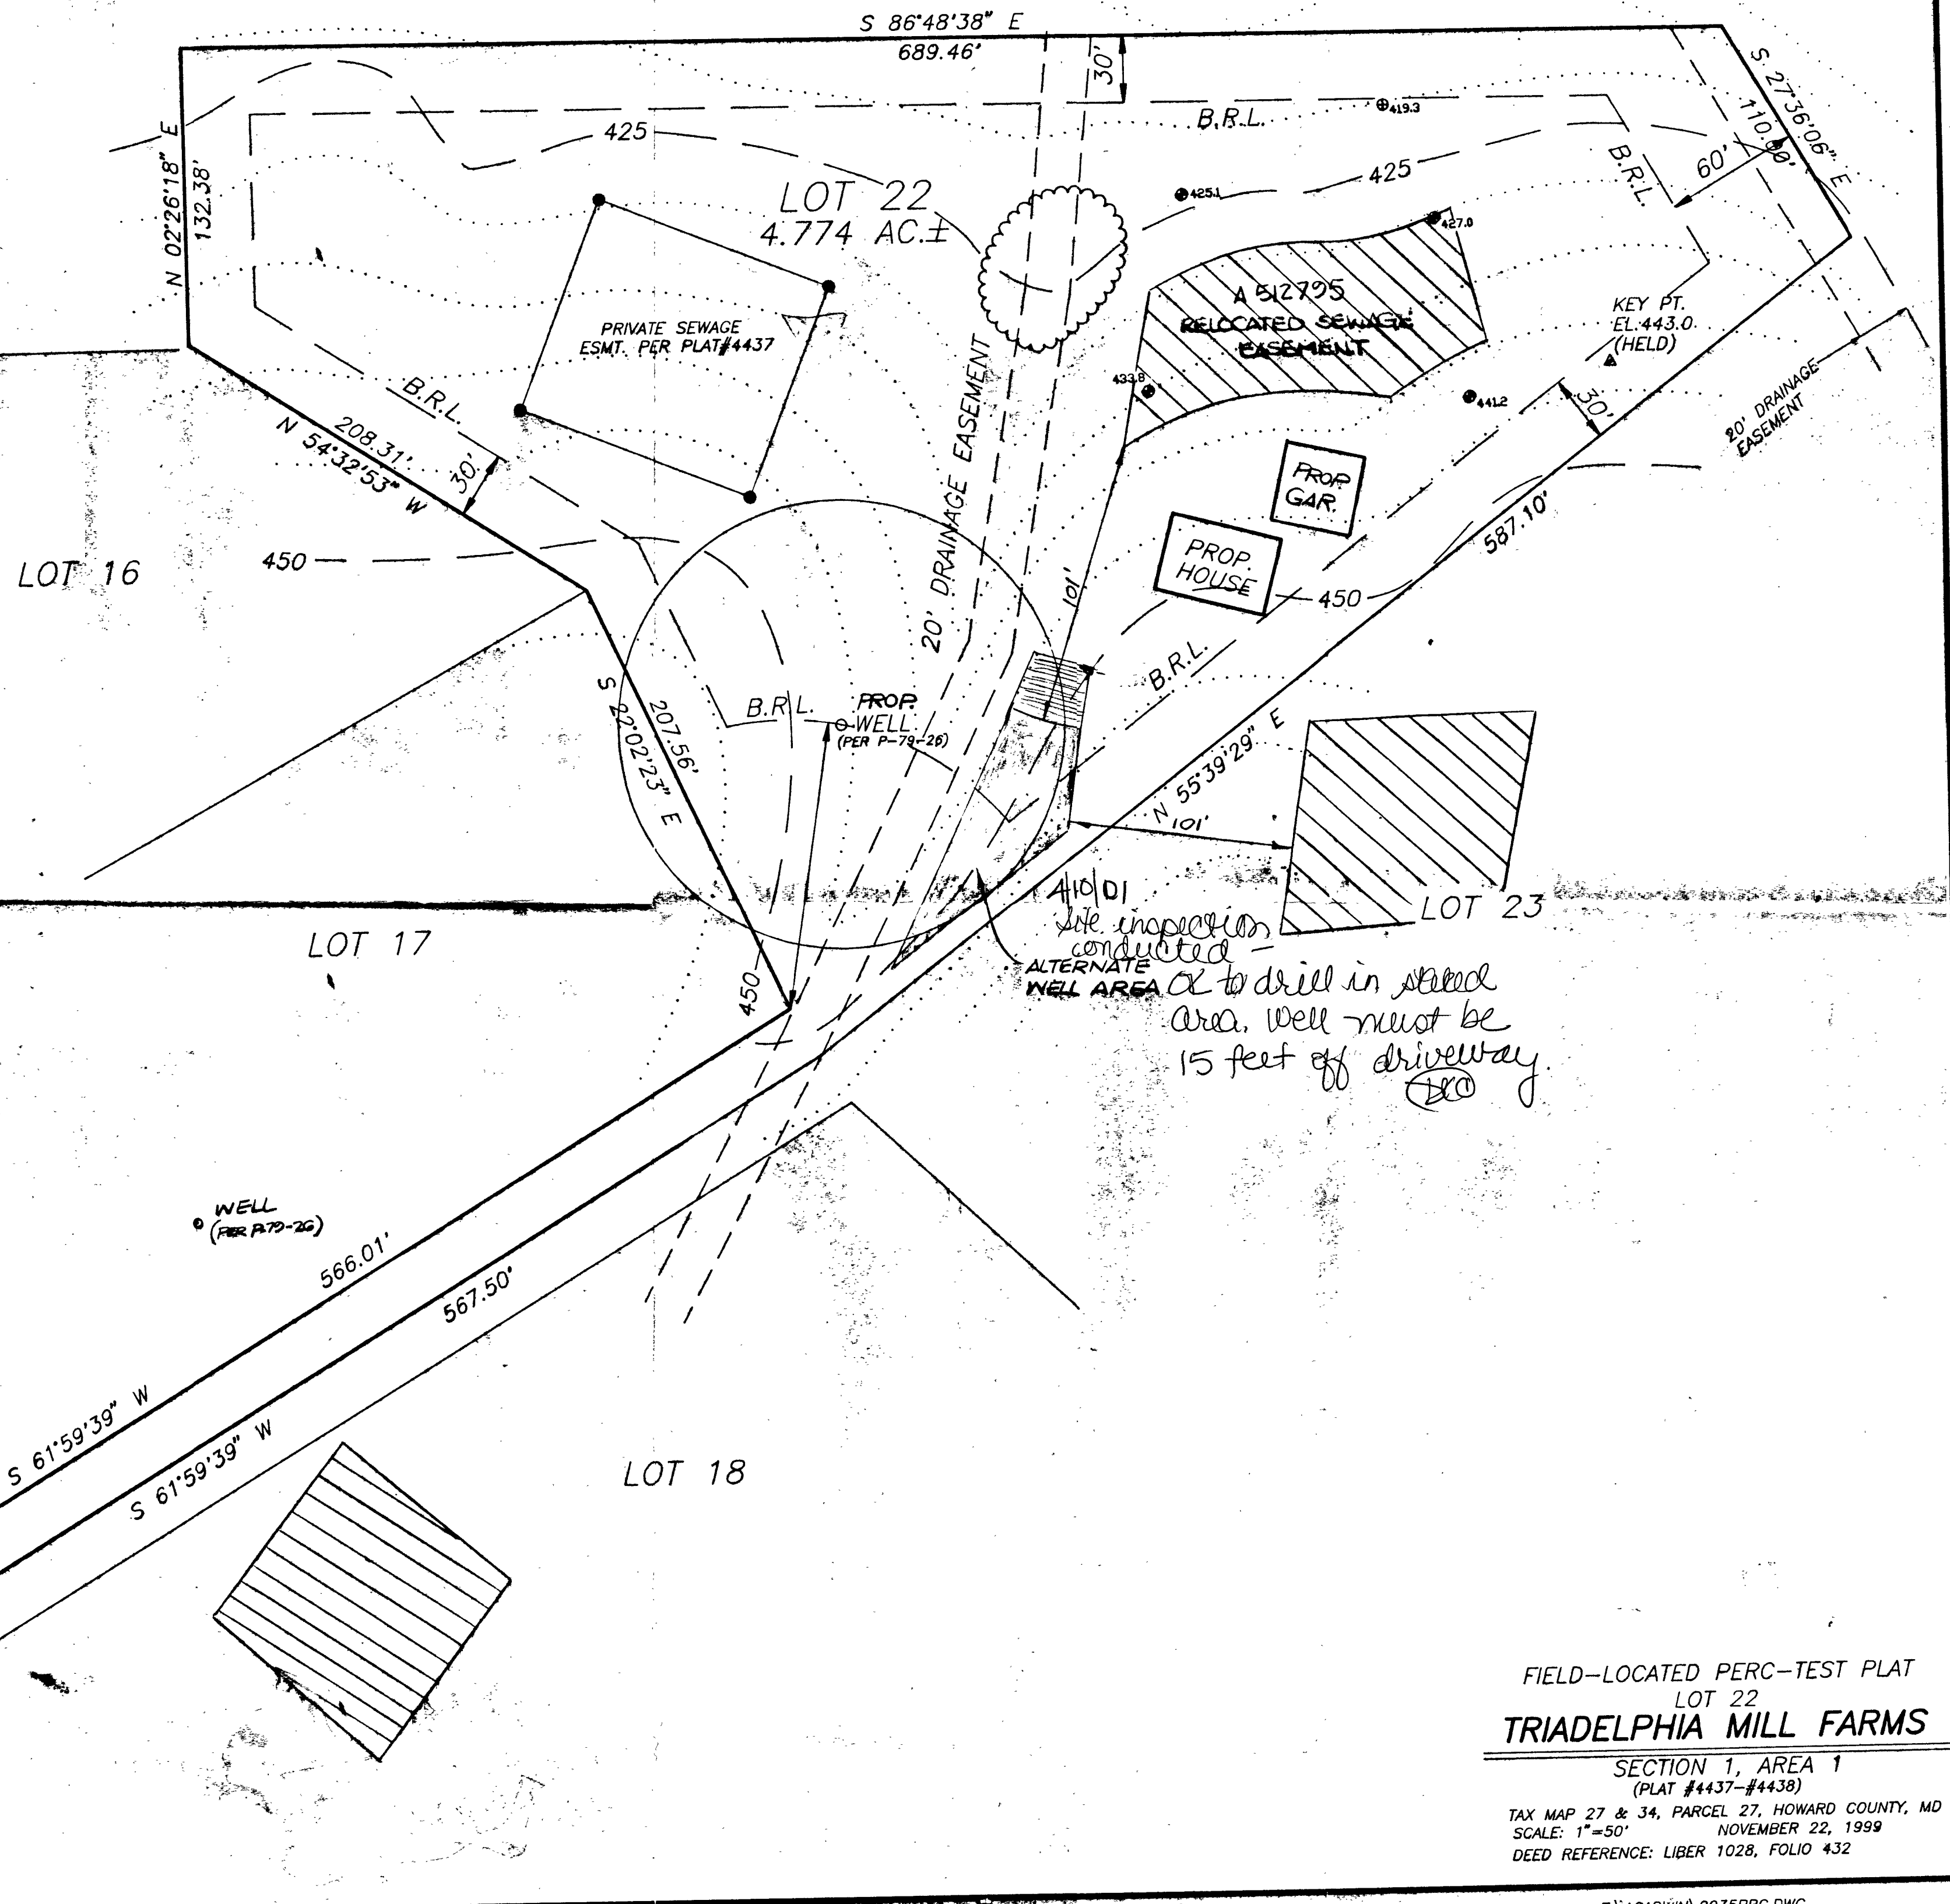 S 86°48'38" E
689.46'
30'
B.R.L.
419.3
S 27°36'06" E
60'
B.R.L.
N 02°26'18" E
132.38'
425
LOT 22
4.774 AC.±
425.1
425
427.0
PRIVATE SEWAGE
ESMT. PER PLAT#4437
A 512795
RELOCATED SEWAGE
EASEMENT
KEY PT.
EL.443.0.
(HELD)
433.8
441.2
30'
20' DRAINAGE
EASEMENT
B.R.L.
208.31'
N 54°32'53" W
30'
20' DRAINAGE EASEMENT
PROP.
GAR.
PROP.
HOUSE
587.10'
LOT 16
450
450
101'
B.R.L.
S 22°02'23" E
207.56'
B.R.L.
PROP.
WELL
(PER P-79-26)
N 55°39'29" E
101'
LOT 23
LOT 17
450
4/10/01
Site inspection
conducted –
ALTERNATE
WELL AREA
OK to drill in staked
area. Well must be
15 feet off driveway.
WELL
(PER P-79-26)
566.01'
567.50'
S 61°59'39" W
S 61°59'39" W
LOT 18
FIELD-LOCATED PERC-TEST PLAT
LOT 22
TRIADELPHIA MILL FARMS
SECTION 1, AREA 1
(PLAT #4437-#4438)
TAX MAP 27 & 34, PARCEL 27, HOWARD COUNTY, MD
SCALE: 1"=50' NOVEMBER 22, 1999
DEED REFERENCE: LIBER 1028, FOLIO 432